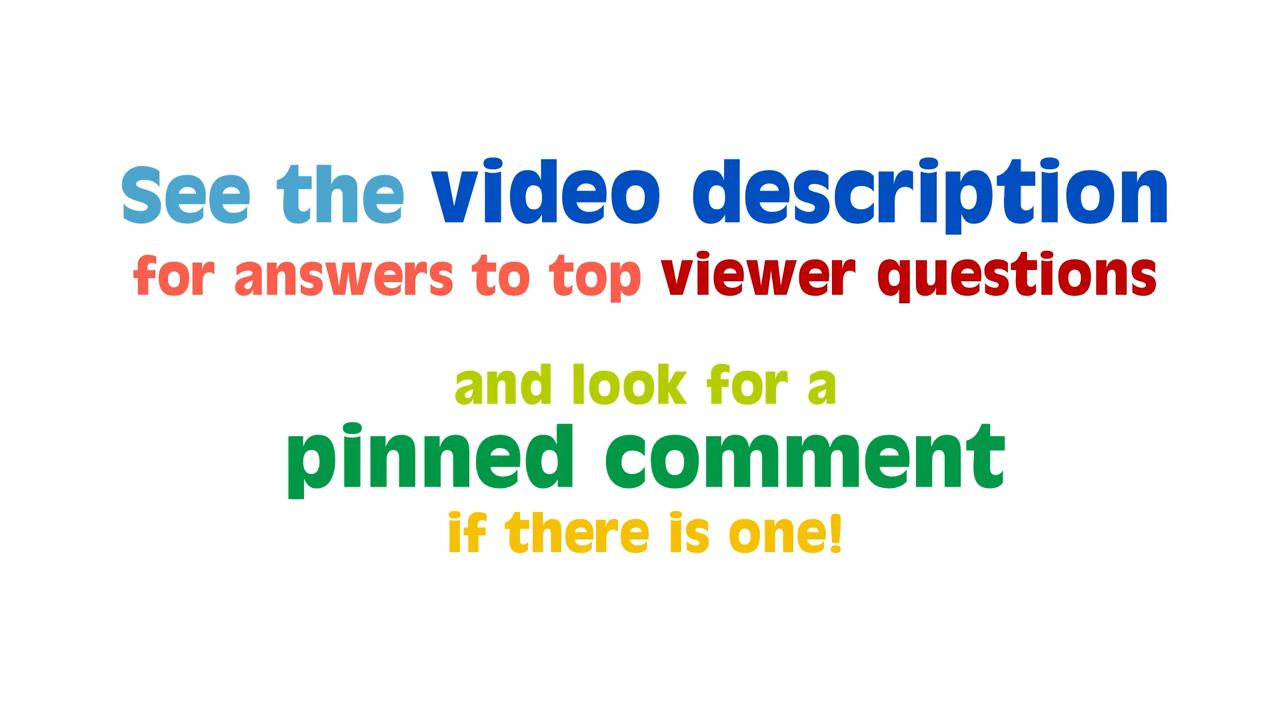 See the video description
for answers to top viewer questions
and look for a
pinned comment
if there is one!